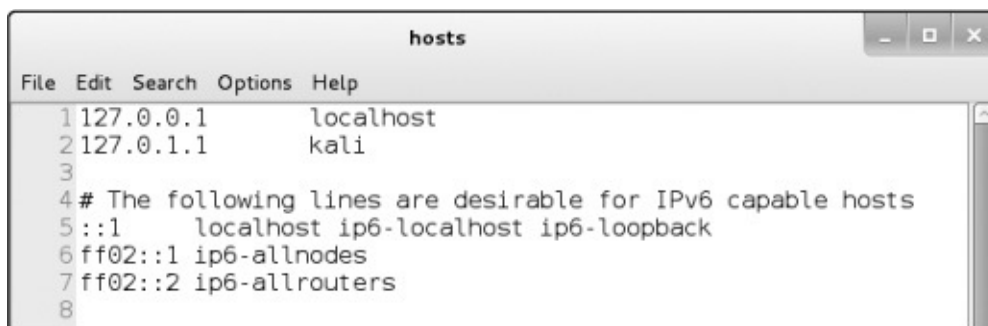 hosts
File Edit Search Options Help
1 127.0.0.1 localhost
2 127.0.1.1 kali
3
4 # The following lines are desirable for IPv6 capable hosts
5 ::1 localhost ip6-localhost ip6-loopback
6 ff02::1 ip6-allnodes
7 ff02::2 ip6-allrouters
8